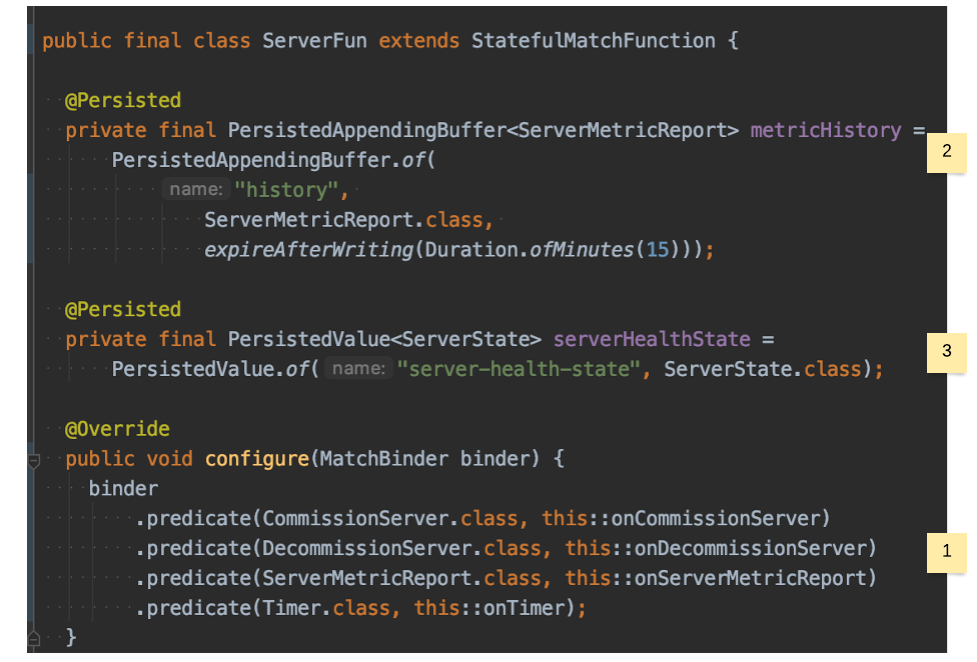 public final class ServerFun extends StatefulMatchFunction {
@Persisted
private final PersistedAppendingBuffer<ServerMetricReport> metricHistory =
2
PersistedAppendingBuffer.of(
name: "history",
ServerMetricReport.class,
expireAfterWriting(Duration.ofMinutes(15)));
@Persisted
private final PersistedValue<ServerState> serverHealthState =
3
PersistedValue.of( name: "server-health-state", ServerState.class);
@Override
public void configure(MatchBinder binder) {
binder
.predicate(CommissionServer.class, this::onCommissionServer)
.predicate(DecommissionServer.class, this::onDecommissionServer)
1
.predicate(ServerMetricReport.class, this::onServerMetricReport)
.predicate(Timer.class, this::onTimer);
}